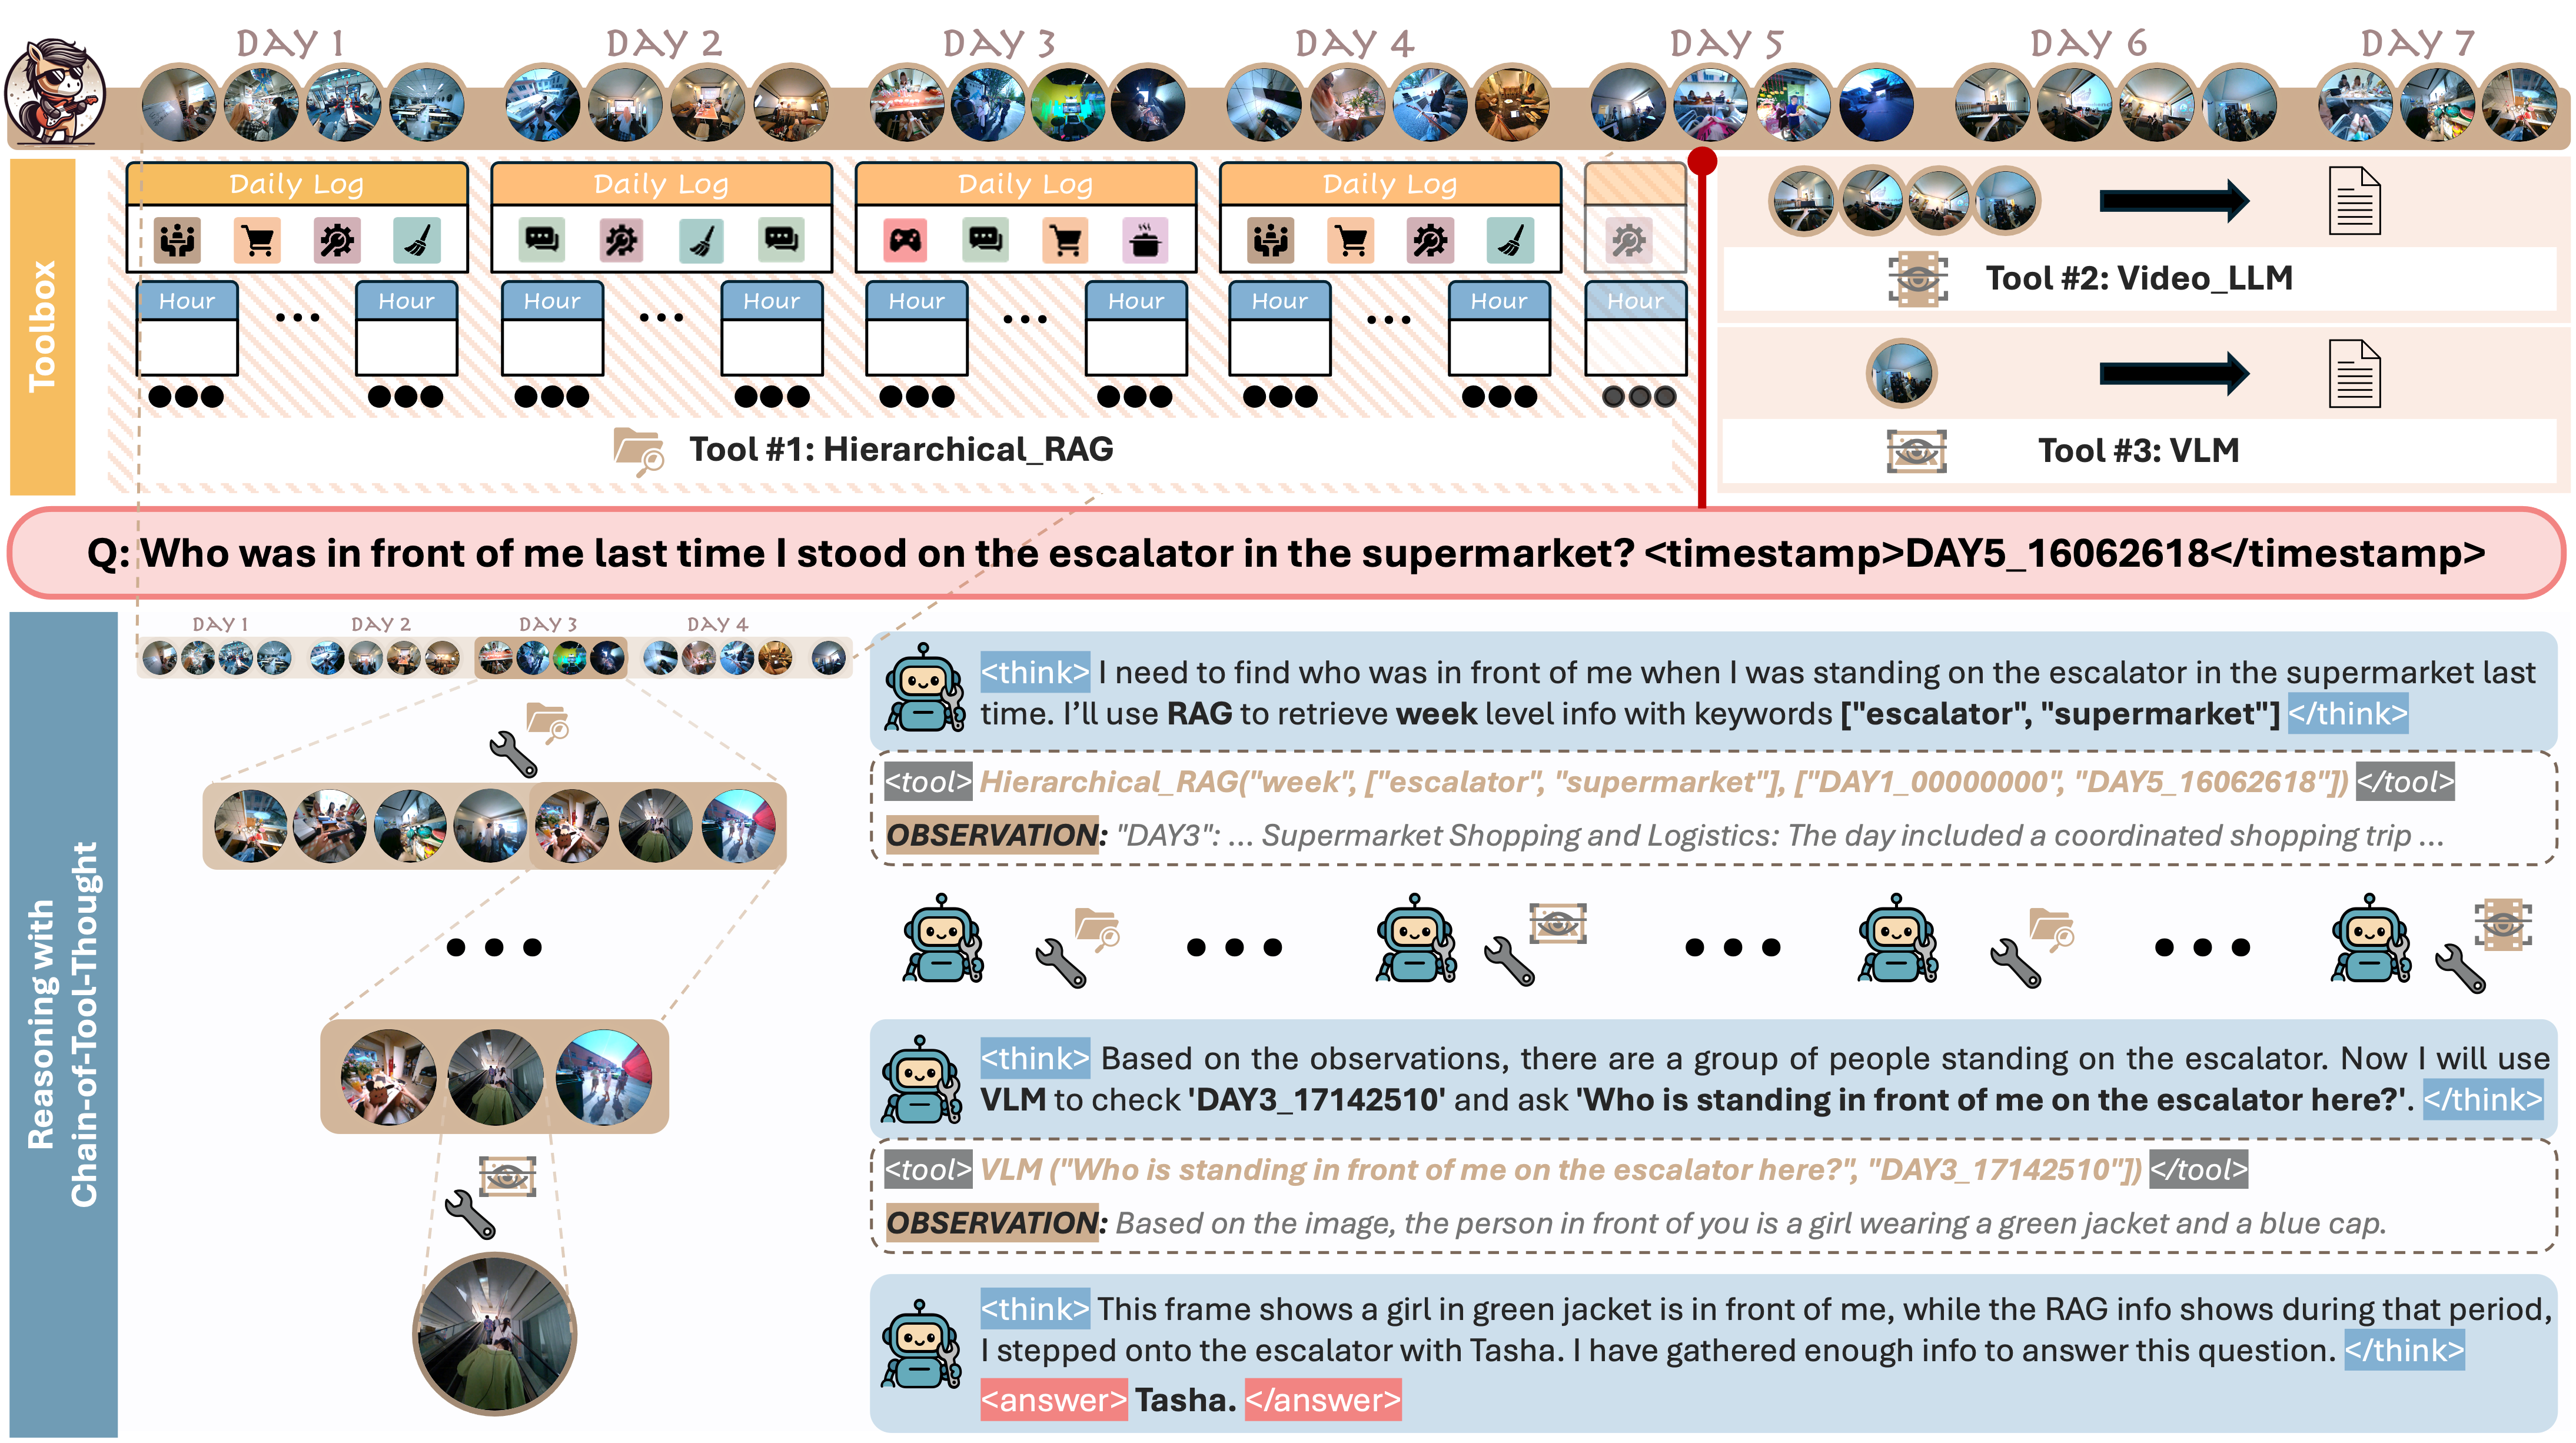 DAY 1 DAY 2 DAY 3 DAY 4 DAY 5 DAY 6 DAY 7
Toolbox
Daily Log Daily Log Daily Log Daily Log
Hour ... Hour Hour ... Hour Hour ... Hour Hour ... Hour Hour
Tool #1: Hierarchical_RAG
Tool #2: Video_LLM
Tool #3: VLM
Q: Who was in front of me last time I stood on the escalator in the supermarket? <timestamp>DAY5_16062618</timestamp>
Reasoning with
Chain-of-Tool-Thought
DAY 1 DAY 2 DAY 3 DAY 4
<think> I need to find who was in front of me when I was standing on the escalator in the supermarket last
time. I’ll use RAG to retrieve week level info with keywords ["escalator", "supermarket"] </think>
<tool> Hierarchical_RAG("week", ["escalator", "supermarket"], ["DAY1_00000000", "DAY5_16062618"]) </tool>
OBSERVATION: "DAY3": ... Supermarket Shopping and Logistics: The day included a coordinated shopping trip ...
<think> Based on the observations, there are a group of people standing on the escalator. Now I will use
VLM to check 'DAY3_17142510' and ask 'Who is standing in front of me on the escalator here?'. </think>
<tool> VLM ("Who is standing in front of me on the escalator here?", "DAY3_17142510"]) </tool>
OBSERVATION: Based on the image, the person in front of you is a girl wearing a green jacket and a blue cap.
<think> This frame shows a girl in green jacket is in front of me, while the RAG info shows during that period,
I stepped onto the escalator with Tasha. I have gathered enough info to answer this question. </think>
<answer> Tasha. </answer>